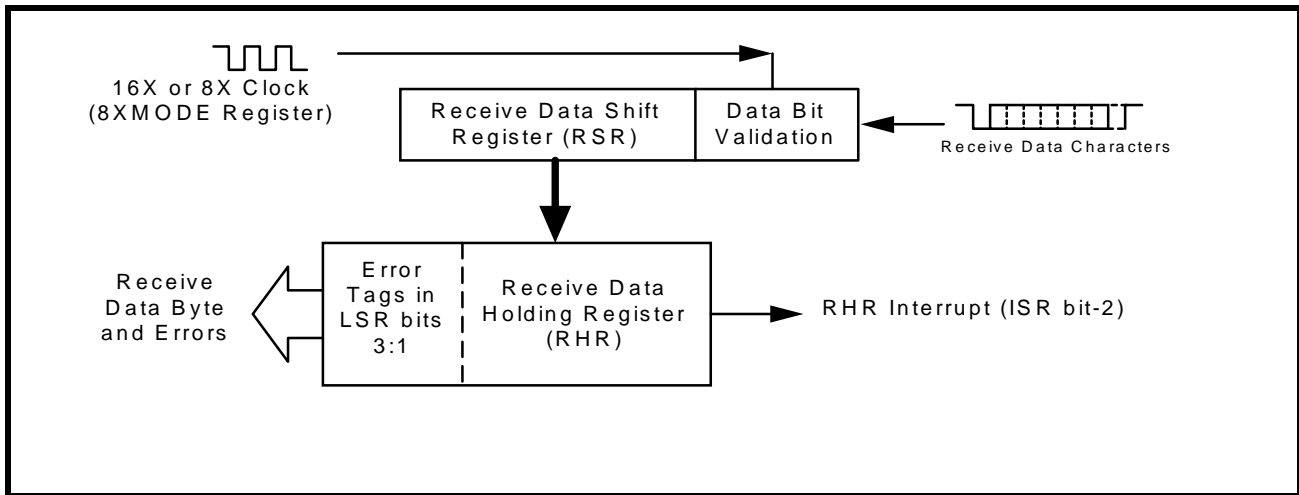 16X or 8X Clock
(8XMODE Register)
Receive Data Shift
Register (RSR)
Data Bit
Validation
Receive Data Characters
Receive
Data Byte
and Errors
Error
Tags in
LSR bits
3:1
Receive Data
Holding Register
(RHR)
RHR Interrupt (ISR bit-2)